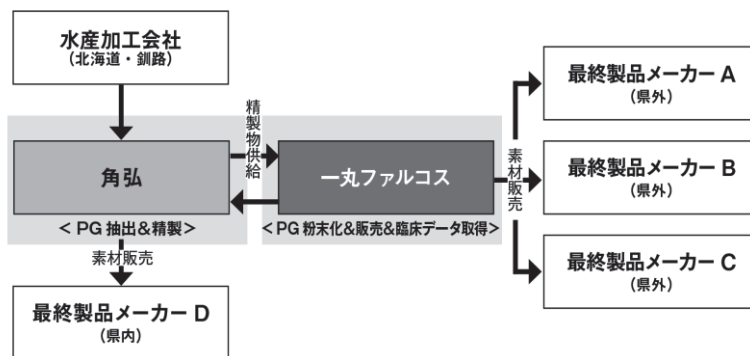 水産加工会社
(北海道・釧路)
精製物供給
角弘
一丸ファルコス
< PG 抽出&精製>
<PG 粉末化&販売&臨床データ取得>
素材販売
最終製品メーカー D
(県内)
素材販売
最終製品メーカー A
(県外)
最終製品メーカー B
(県外)
最終製品メーカー C
(県外)